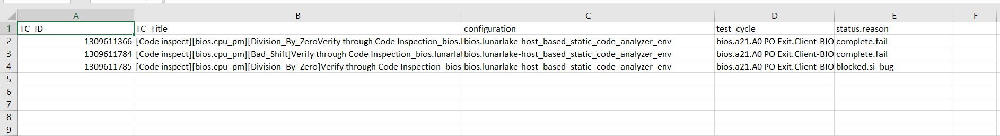 A B C D E F
1 TC_ID TC_Title configuration test_cycle status.reason
2 1309611366 [Code inspect][bios.cpu_pm][Division_By_ZeroVerify through Code Inspection_bios. bios.lunarlake-host_based_static_code_analyzer_env bios.a21.A0 PO Exit.Client-BIO complete.fail
3 1309611784 [Code inspect][bios.cpu_pm][Bad_Shift]Verify through Code Inspection_bios.lunarlal bios.lunarlake-host_based_static_code_analyzer_env bios.a21.A0 PO Exit.Client-BIO complete.fail
4 1309611785 [Code inspect][bios.cpu_pm][Division_By_Zero]Verify through Code Inspection_bios bios.lunarlake-host_based_static_code_analyzer_env bios.a21.A0 PO Exit.Client-BIO blocked.si_bug
5
6
7
8
9